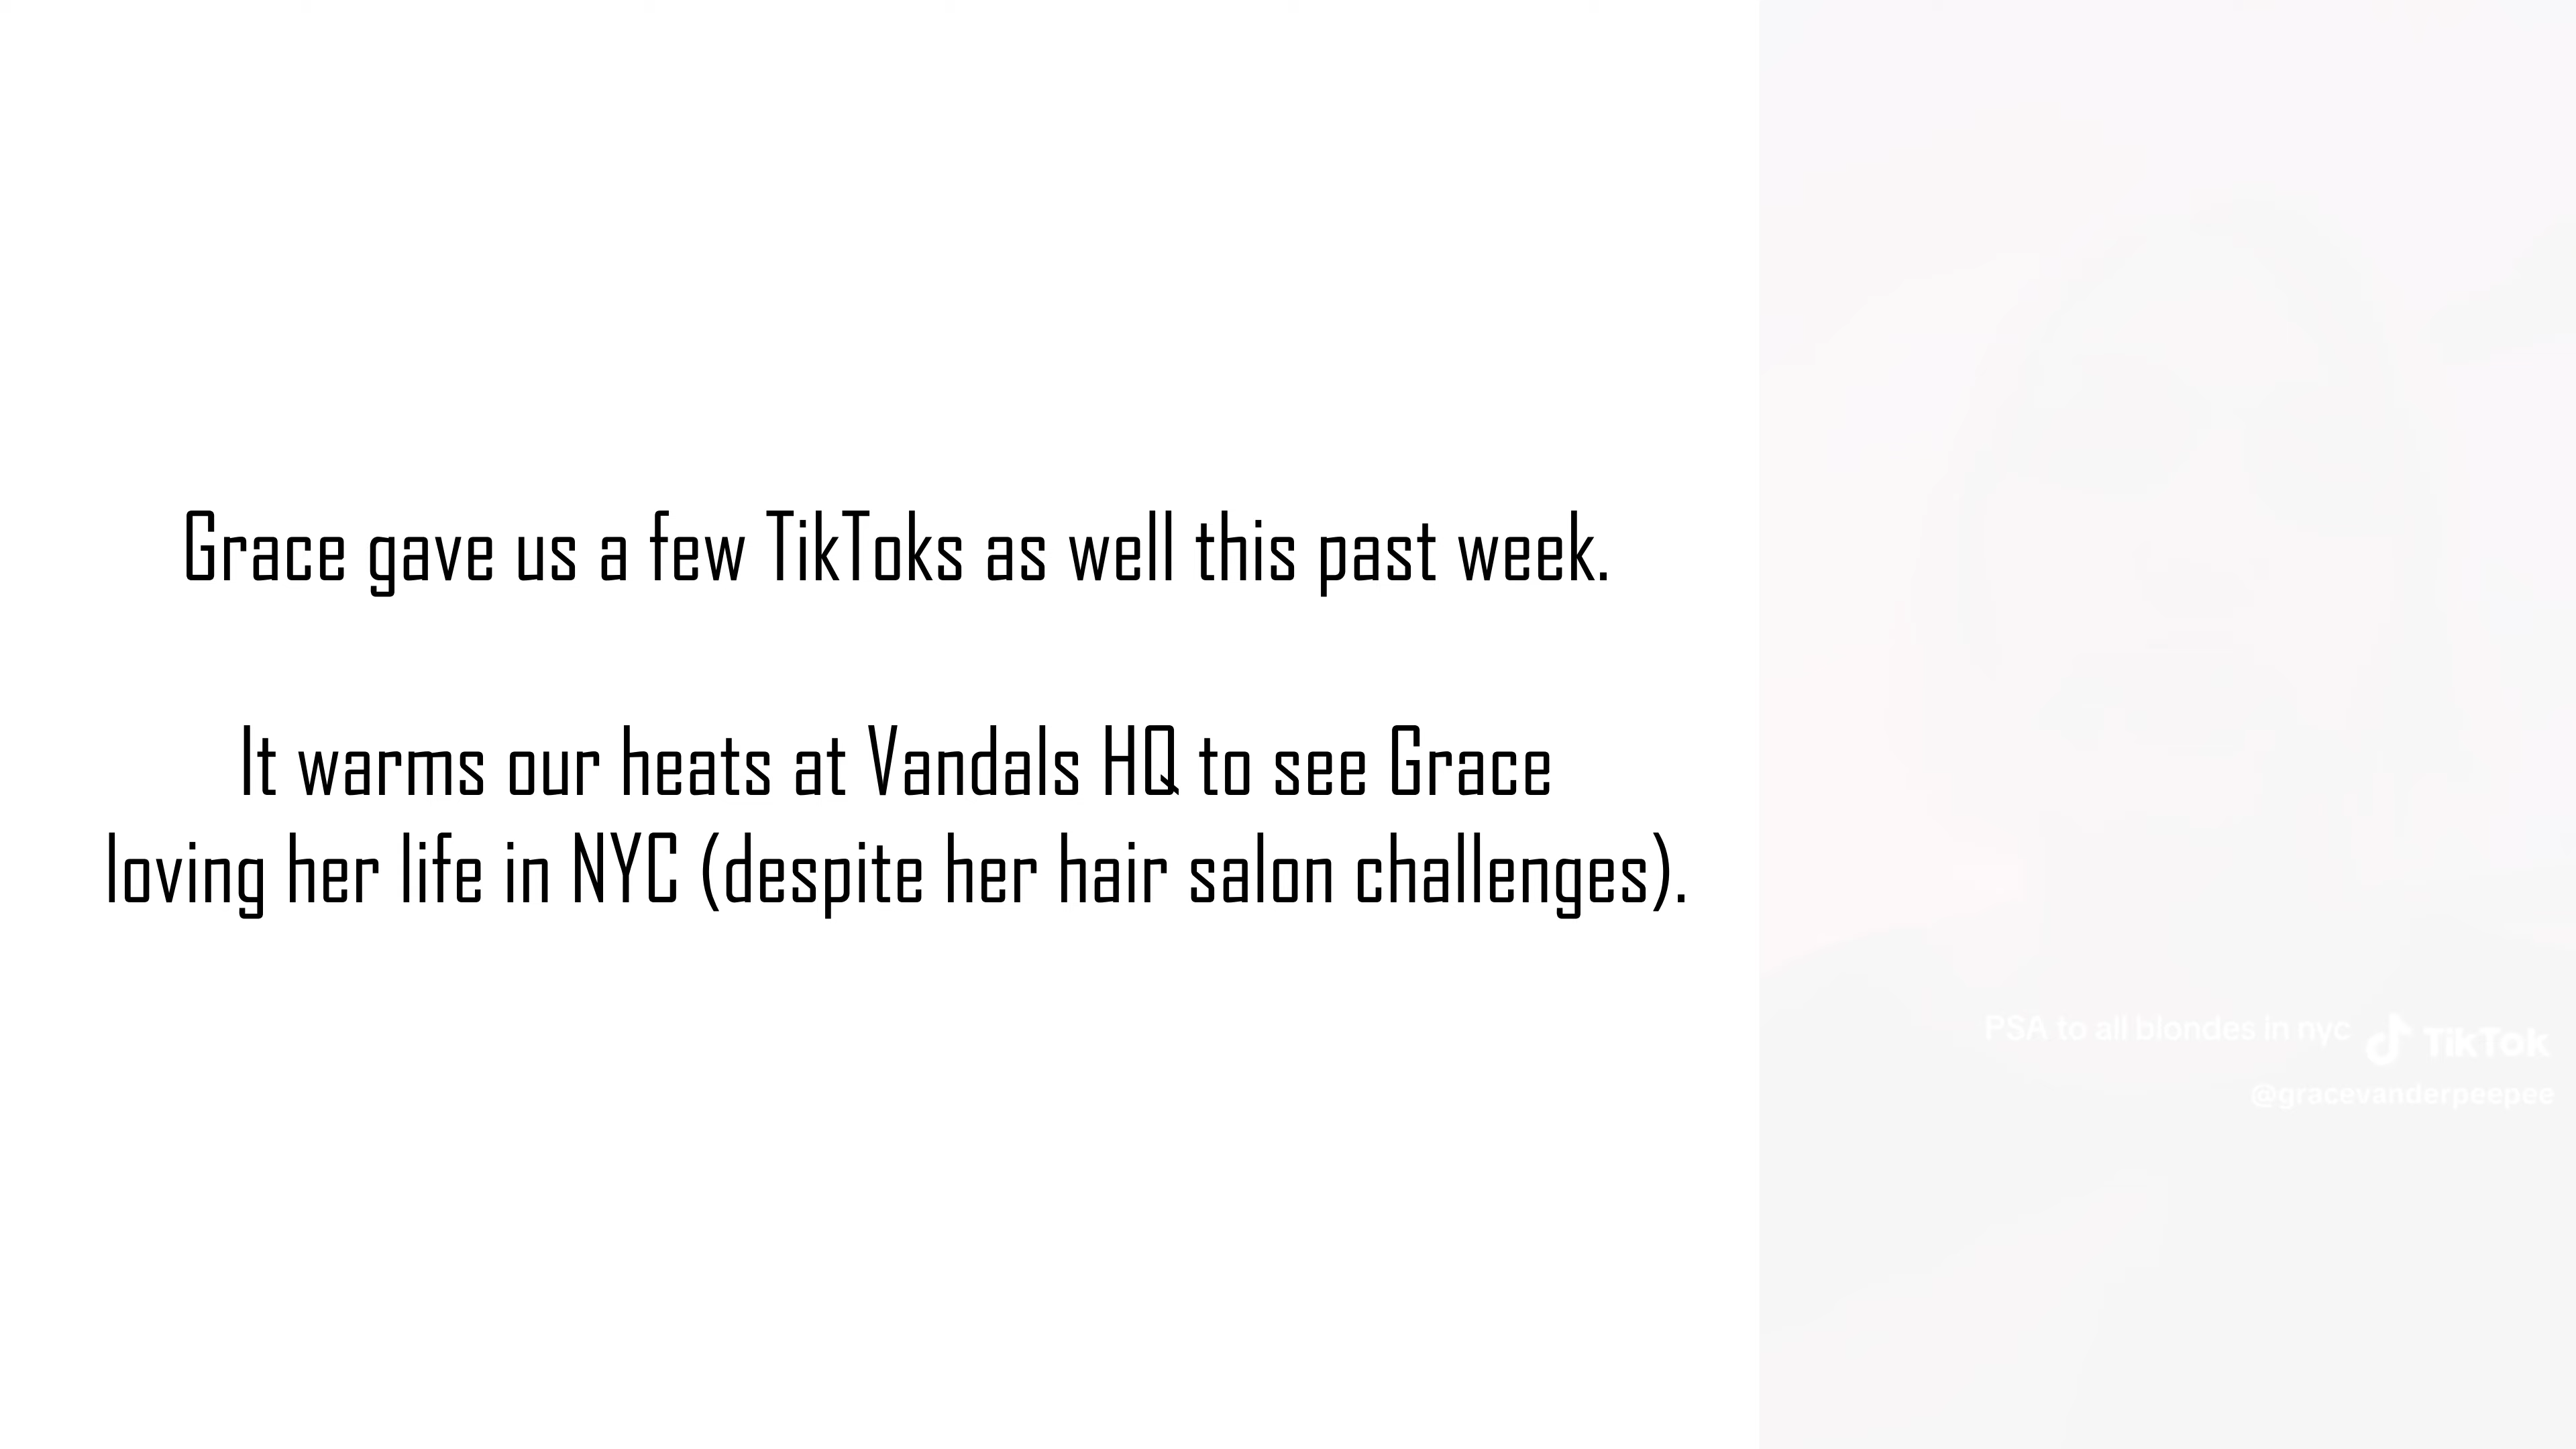 Grace gave us a few TikToks as well this past week.
It warms our heats at Vandals HQ to see Grace
loving her life in NYC (despite her hair salon challenges).
PSA to all blondes in nyc
TikTok
@gracevanderpeepee